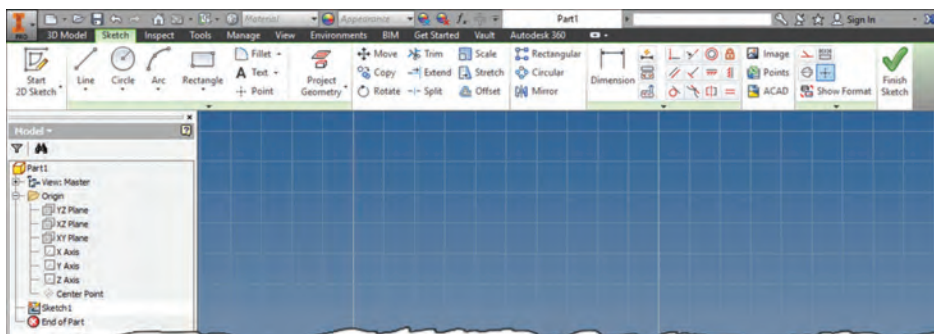 PRO
Material
Appearance
Part1
Sign In
3D Model Sketch Inspect Tools Manage View Environments BIM Get Started Vault Autodesk 360
Start
2D Sketch
Line
Circle
Arc
Rectangle
Fillet
Text
Point
Project
Geometry
Move
Copy
Rotate
Trim
Extend
Split
Scale
Stretch
Offset
Rectangular
Circular
Mirror
Dimension
Image
Points
ACAD
Show Format
Finish
Sketch
Model
Part1
View: Master
Origin
YZ Plane
XZ Plane
XY Plane
X Axis
Y Axis
Z Axis
Center Point
Sketch1
End of Part